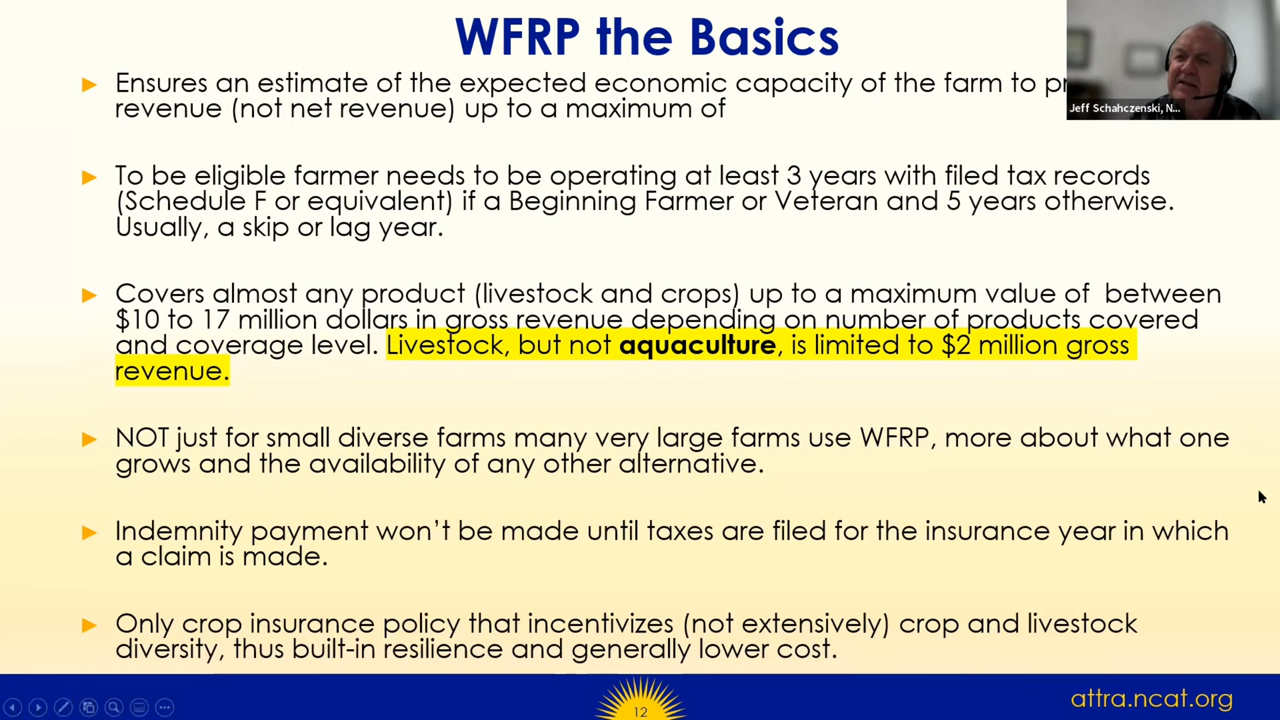 WFRP the Basics
Ensures an estimate of the expected economic capacity of the farm to
revenue (not net revenue) up to a maximum of
Jeff Schahczenski, N...
To be eligible farmer needs to be operating at least 3 years with filed tax records
(Schedule F or equivalent) if a Beginning Farmer or Veteran and 5 years otherwise.
Usually, a skip or lag year.
Covers almost any product (livestock and crops) up to a maximum value of between
$10 to 17 million dollars in gross revenue depending on number of products covered
and coverage level. Livestock, but not aquaculture, is limited to $2 million gross
revenue.
NOT just for small diverse farms many very large farms use WFRP, more about what one
grows and the availability of any other alternative.
Indemnity payment won't be made until taxes are filed for the insurance year in which
a claim is made.
Only crop insurance policy that incentivizes (not extensively) crop and livestock
diversity, thus built-in resilience and generally lower cost.
12
attra.ncat.org